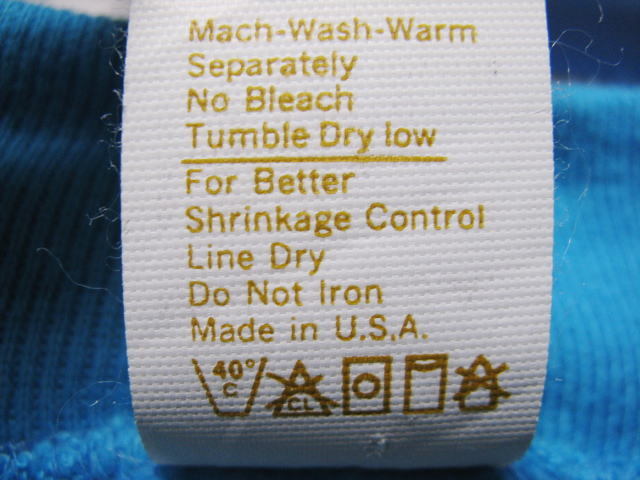 Mach-Wash-Warm
Separately
No Bleach
Tumble Dry low
For Better
Shrinkage Control
Line Dry
Do Not Iron
Made in U.S.A.
40° C CL